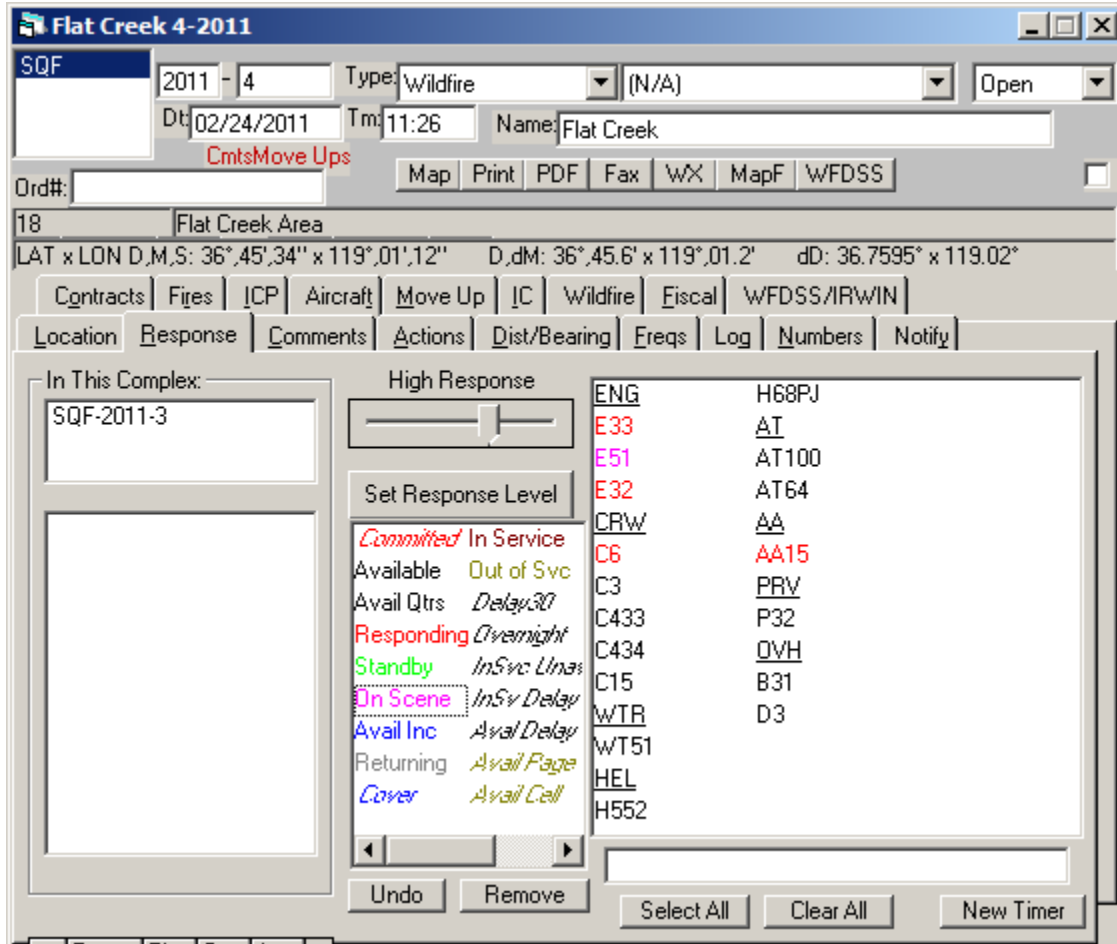 Flat Creek 4-2011
SQF
2011 - 4 Type: Wildfire (N/A) Open
Dt: 02/24/2011 Tm: 11:26 Name: Flat Creek
CmtsMove Ups
Ord#: Map Print PDF Fax WX MapF WFDSS
18 Flat Creek Area
LAT x LON D,M,S: 36°,45',34" x 119°,01',12" D,dM: 36°,45.6' x 119°,01.2' dD: 36.7595° x 119.02°
Contracts Fires ICP Aircraft Move Up IC Wildfire Fiscal WFDSS/IRWIN
Location Response Comments Actions Dist/Bearing Freqs Log Numbers Notify
In This Complex:
SQF-2011-3
High Response
Set Response Level
Committed In Service
Available Out of Svc
Avail Qtrs Delay30
Responding Overnight
Standby InSvc Una
On Scene InSv Delay
Avail Inc Aval Delay
Returning Avail Page
Cover Avail Cell
Undo Remove
ENG H68PJ
E33 AT
E51 AT100
E32 AT64
CRW AA
C6 AA15
C3 PRV
C433 P32
C434 OVH
C15 B31
WTR D3
WT51
HEL
H552
Select All Clear All New Timer